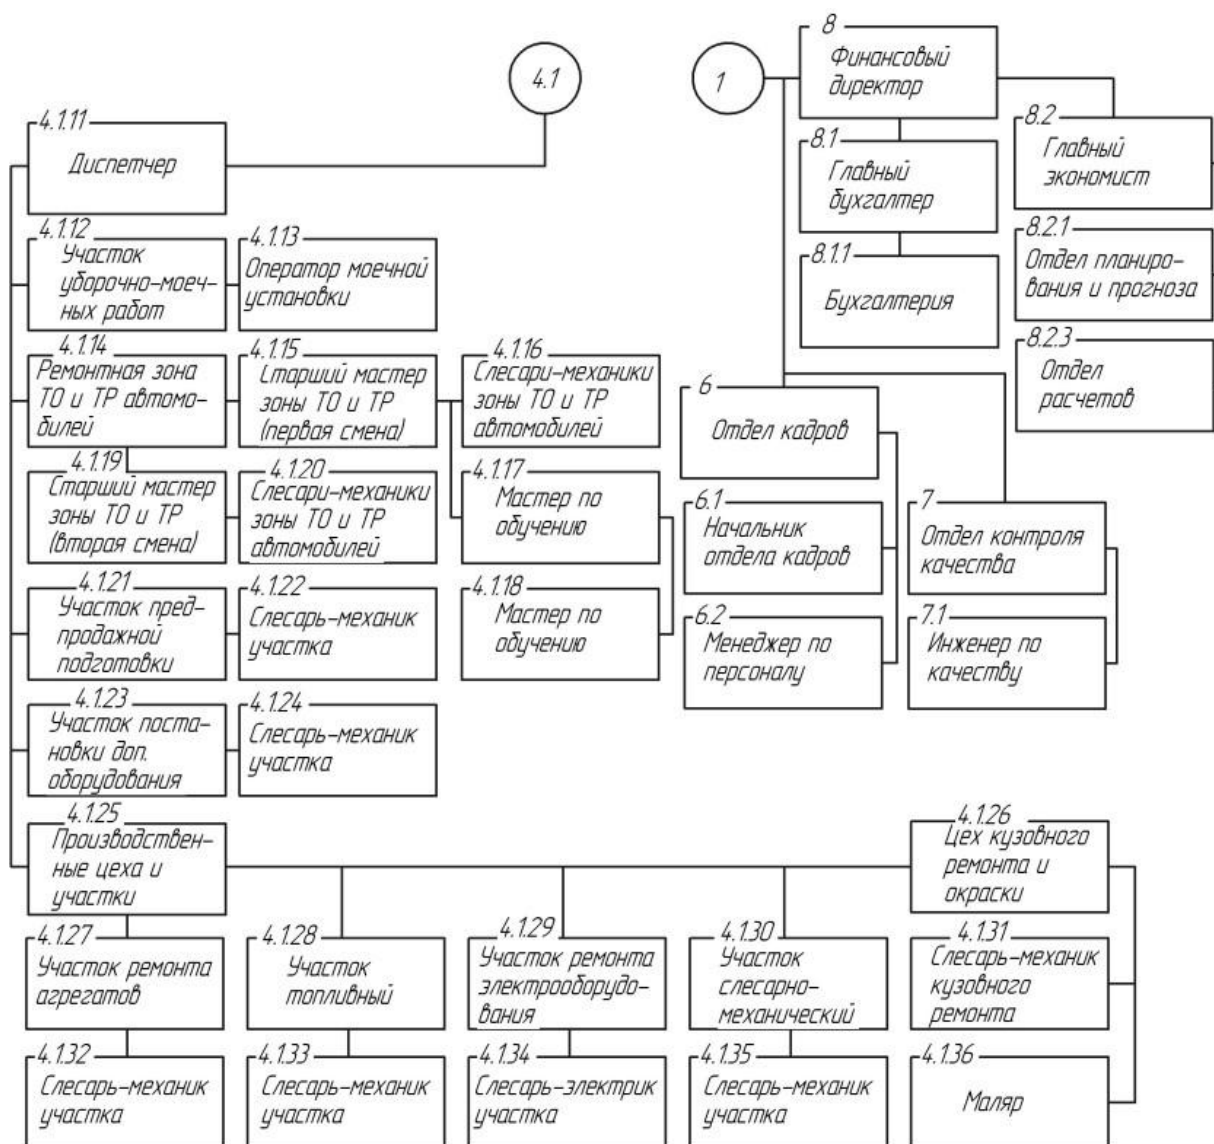 4.1
1
8
Финансовый
директор
4.1.11
Диспетчер
8.1
Главный
бухгалтер
8.2
Главный
экономист
4.1.12
Участок
уборочно-моеч-
ных работ
4.1.13
Оператор моечной
установки
8.1.1
Бухгалтерия
8.2.1
Отдел планиро-
вания и прогноза
4.1.14
Ремонтная зона
ТО и ТР автомо-
билей
4.1.15
Старший мастер
зоны ТО и ТР
(первая смена)
4.1.16
Слесари-механики
зоны ТО и ТР
автомобилей
6
Отдел кадров
8.2.3
Отдел
расчетов
4.1.19
Старший мастер
зоны ТО и ТР
(вторая смена)
4.1.20
Слесари-механики
зоны ТО и ТР
автомобилей
4.1.17
Мастер по
обучению
6.1
Начальник
отдела кадров
7
Отдел контроля
качества
4.1.21
Участок пред-
продажной
подготовки
4.1.22
Слесарь-механик
участка
4.1.18
Мастер по
обучению
6.2
Менеджер по
персоналу
7.1
Инженер по
качеству
4.1.23
Участок поста-
новки доп.
оборудования
4.1.24
Слесарь-механик
участка
4.1.25
Производствен-
ные цеха и
участки
4.1.26
Цех кузовного
ремонта и
окраски
4.1.27
Участок ремонта
агрегатов
4.1.28
Участок
топливный
4.1.29
Участок ремонта
электрооборудо-
вания
4.1.30
Участок
слесарно-
механический
4.1.31
Слесарь-механик
кузовного
ремонта
4.1.32
Слесарь-механик
участка
4.1.33
Слесарь-механик
участка
4.1.34
Слесарь-электрик
участка
4.1.35
Слесарь-механик
участка
4.1.36
Маляр